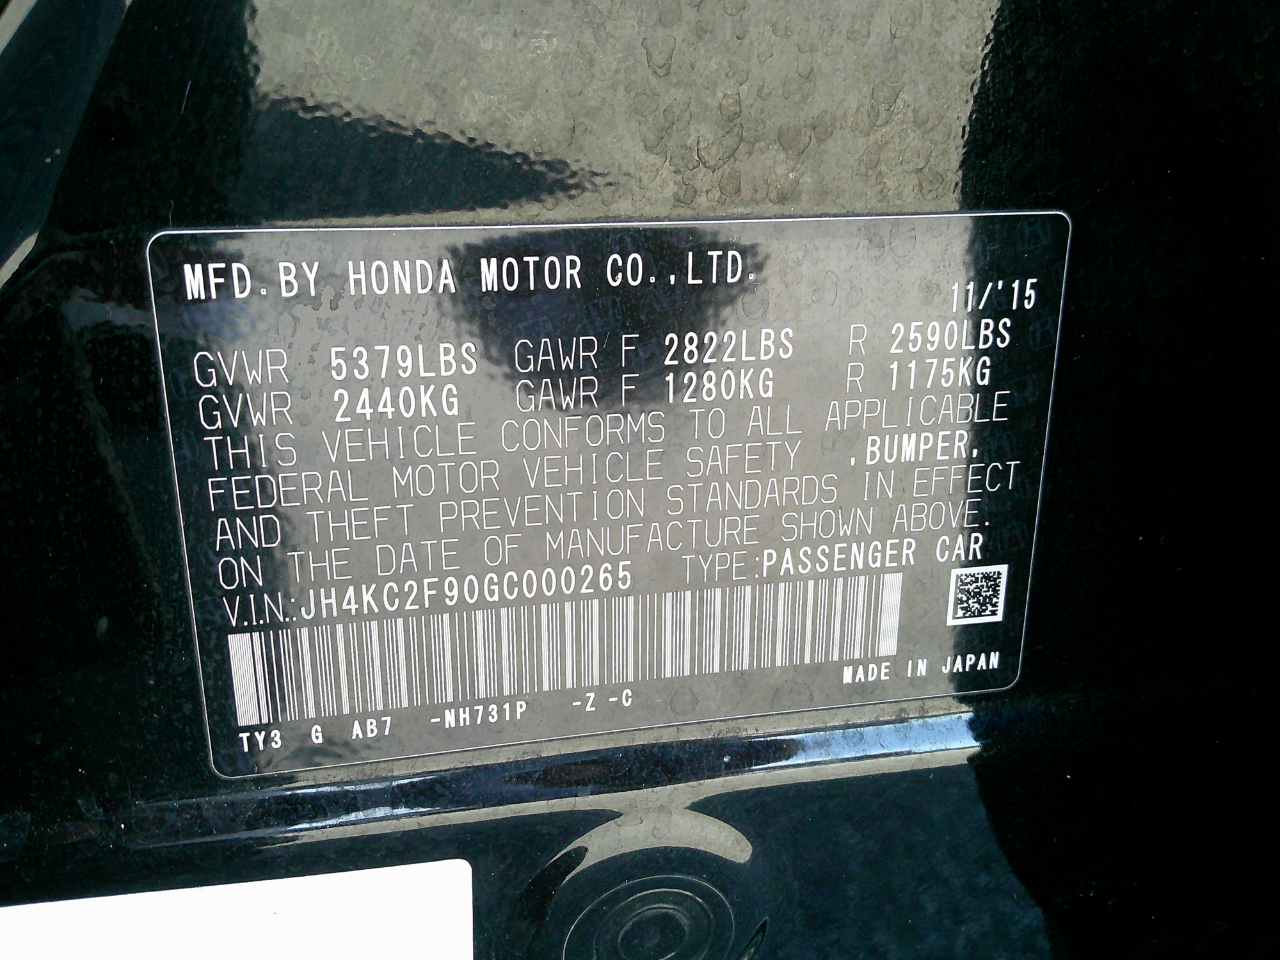 MFD. BY HONDA MOTOR CO., LTD.
11/'15
GVWR 5379LBS GAWR F 2822LBS R 2590LBS
GVWR 2440KG GAWR F 1280KG R 1175KG
THIS VEHICLE CONFORMS TO ALL APPLICABLE
FEDERAL MOTOR VEHICLE SAFETY ,BUMPER,
AND THEFT PREVENTION STANDARDS IN EFFECT
ON THE DATE OF MANUFACTURE SHOWN ABOVE.
V.I.N.:JH4KC2F90GC000265 TYPE:PASSENGER CAR
MADE IN JAPAN
TY3 G AB7 -NH731P -Z -C